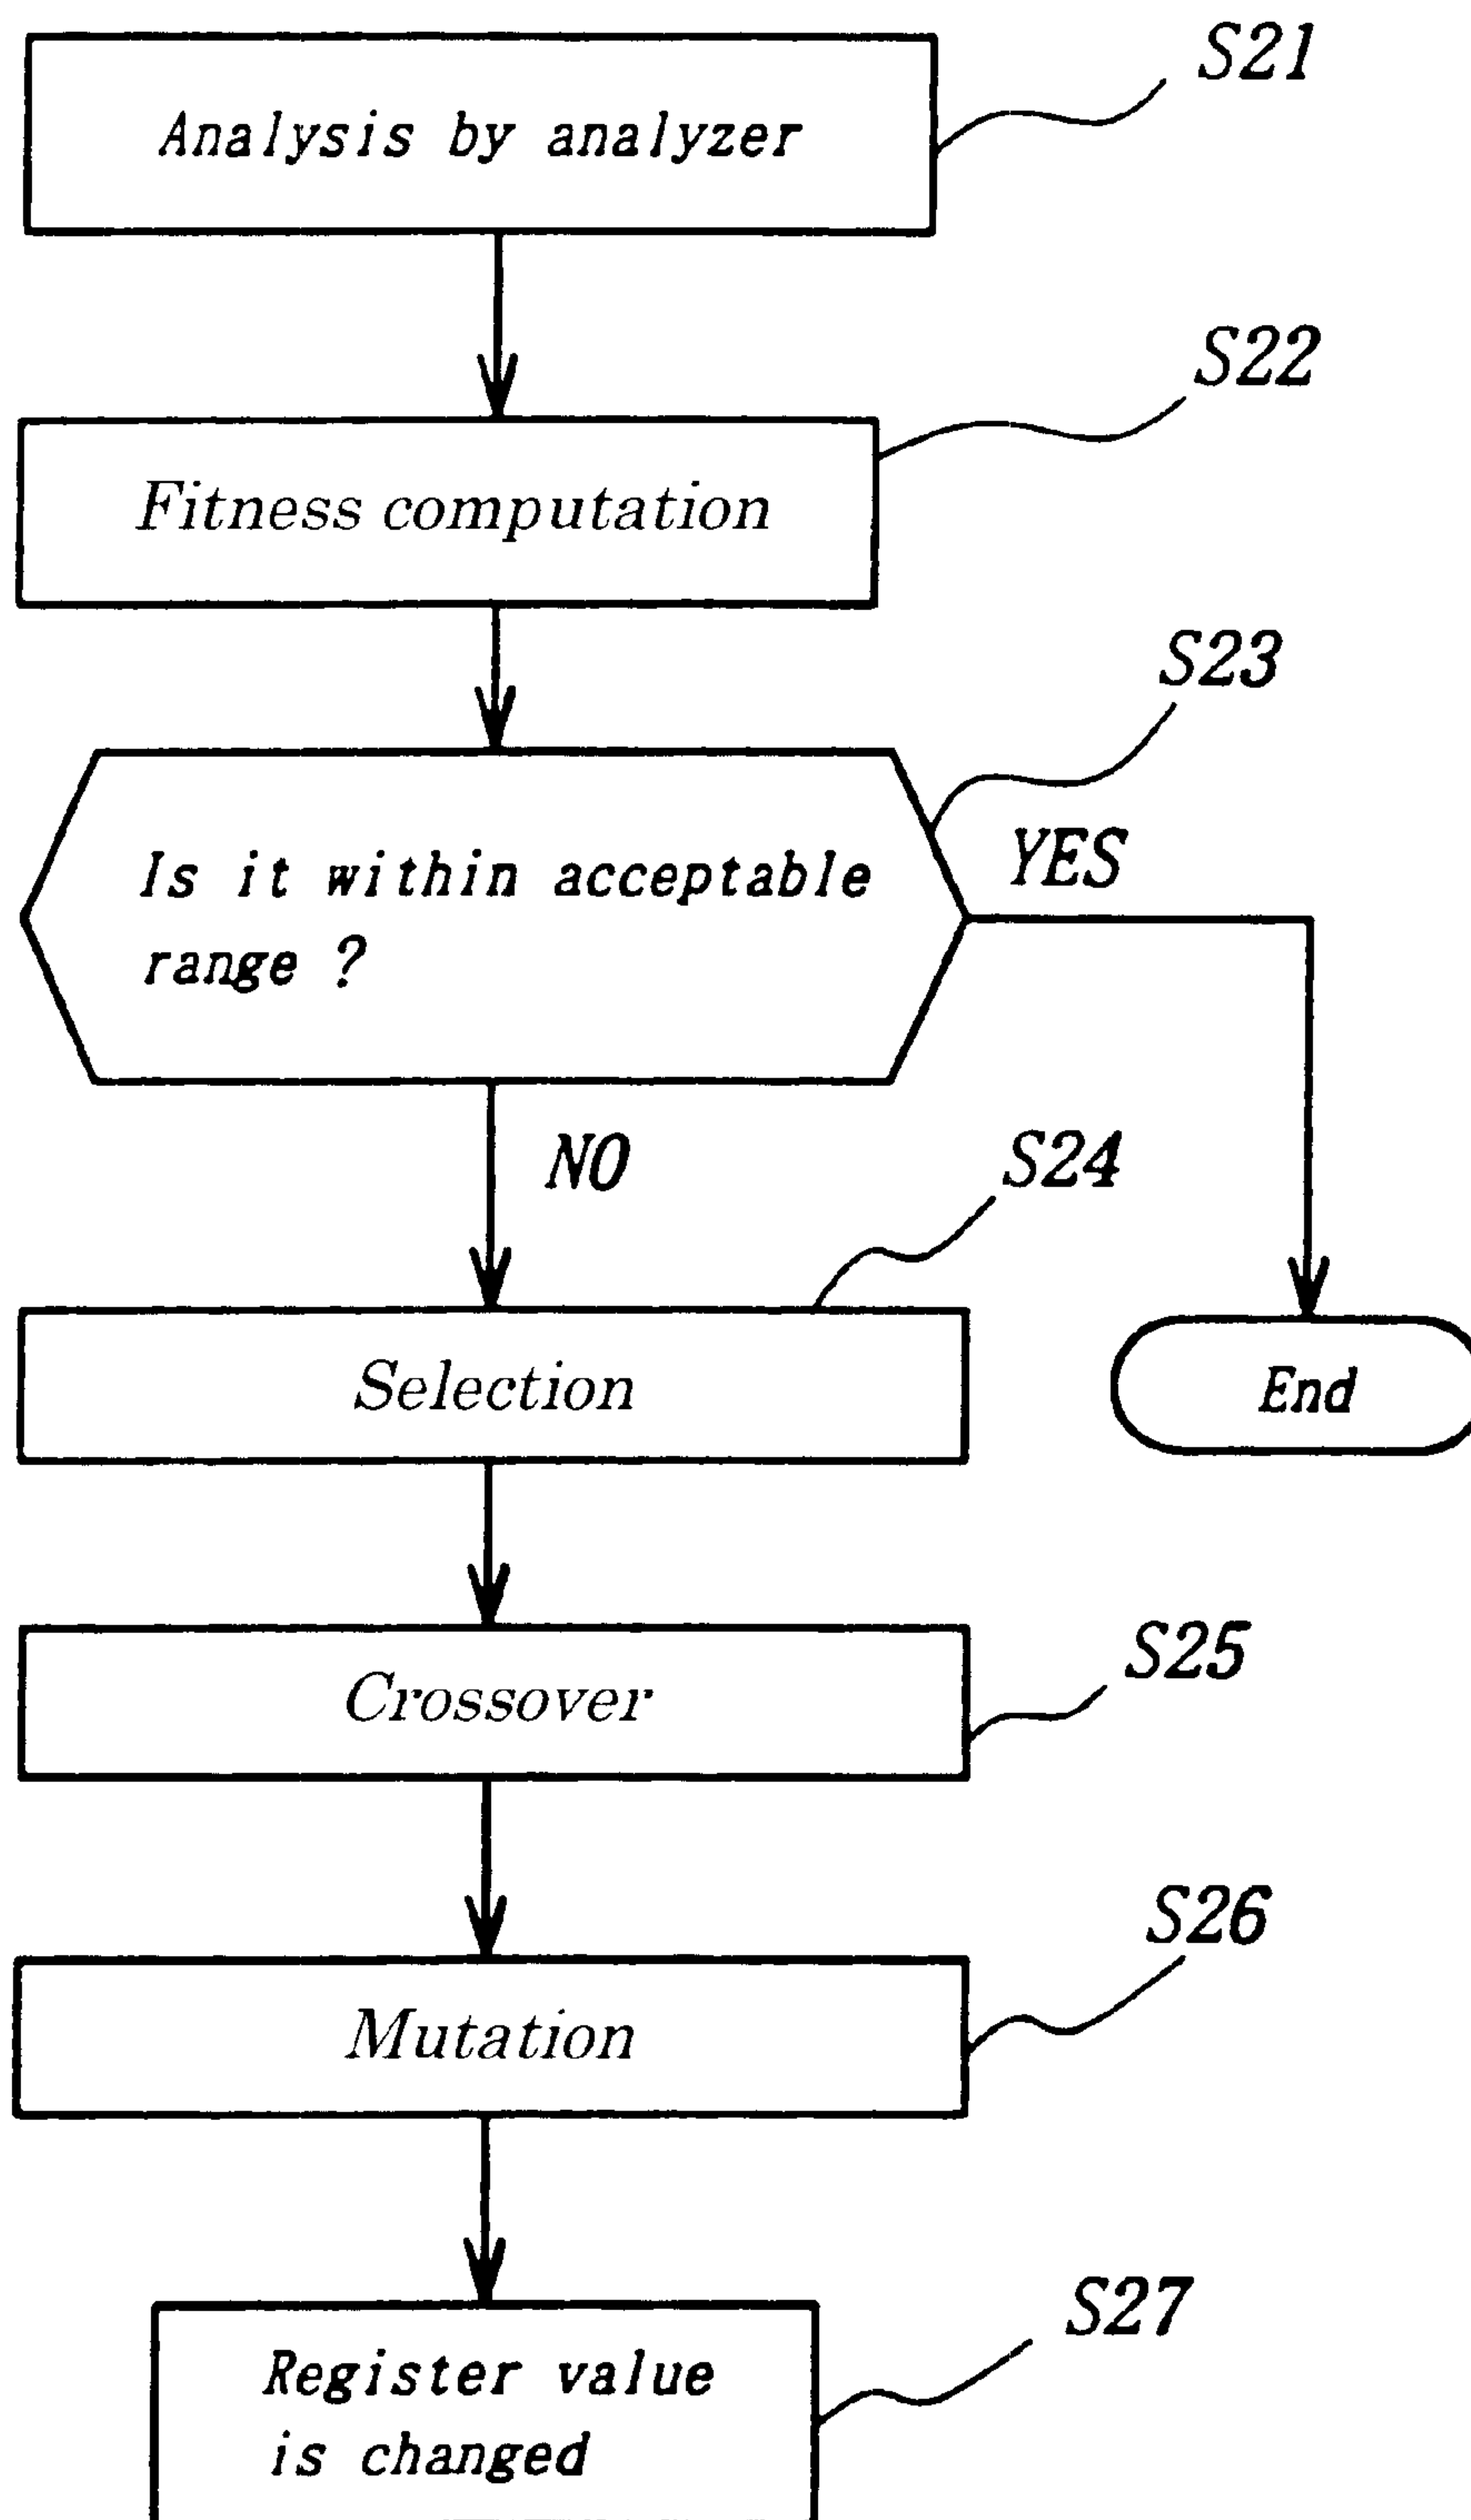 S21
Analysis by analyzer
S22
Fitness computation
S23
Is it within acceptable
range ?
YES
NO
S24
Selection
End
S25
Crossover
S26
Mutation
S27
Register value
is changed